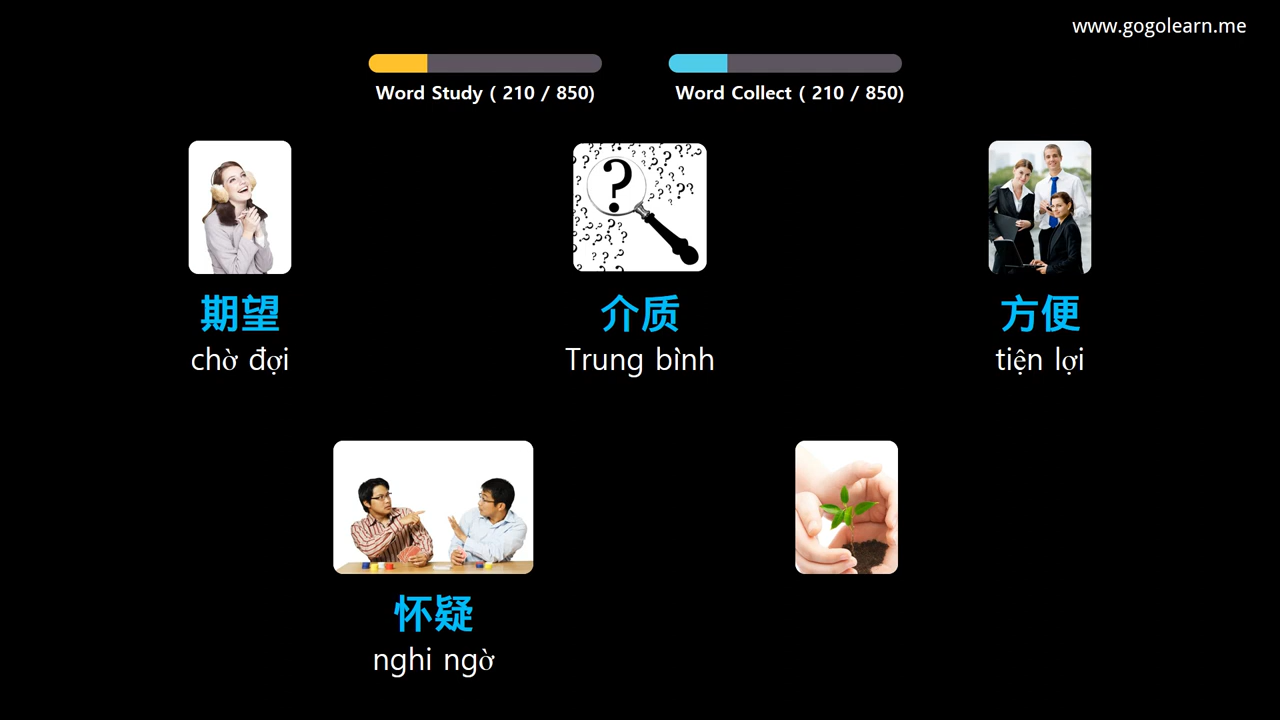 www.gogolearn.me
Word Study ( 210 / 850)
Word Collect ( 210 / 850)
期望
chờ đợi
介质
Trung bình
方便
tiện lợi
怀疑
nghi ngờ